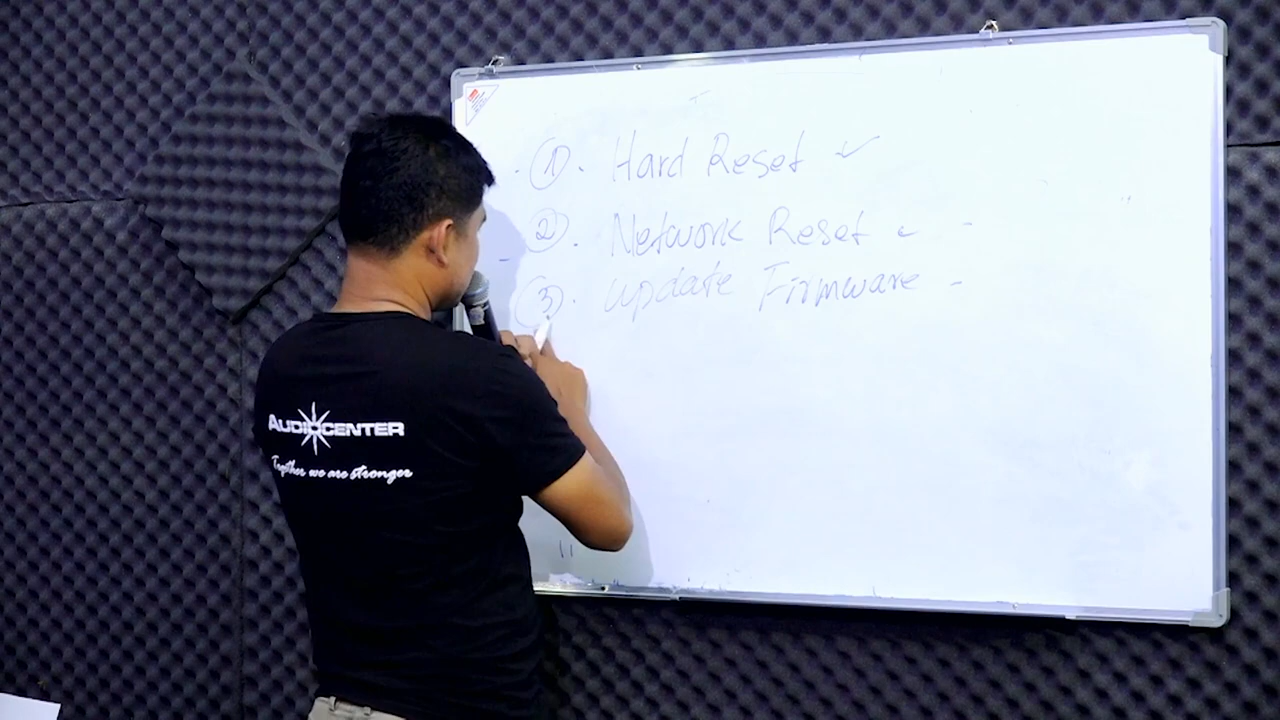 1. Hard Reset ✓
2. Network Reset ✓ -
3. Update Firmware -
AUDIOCENTER
Together we are stronger